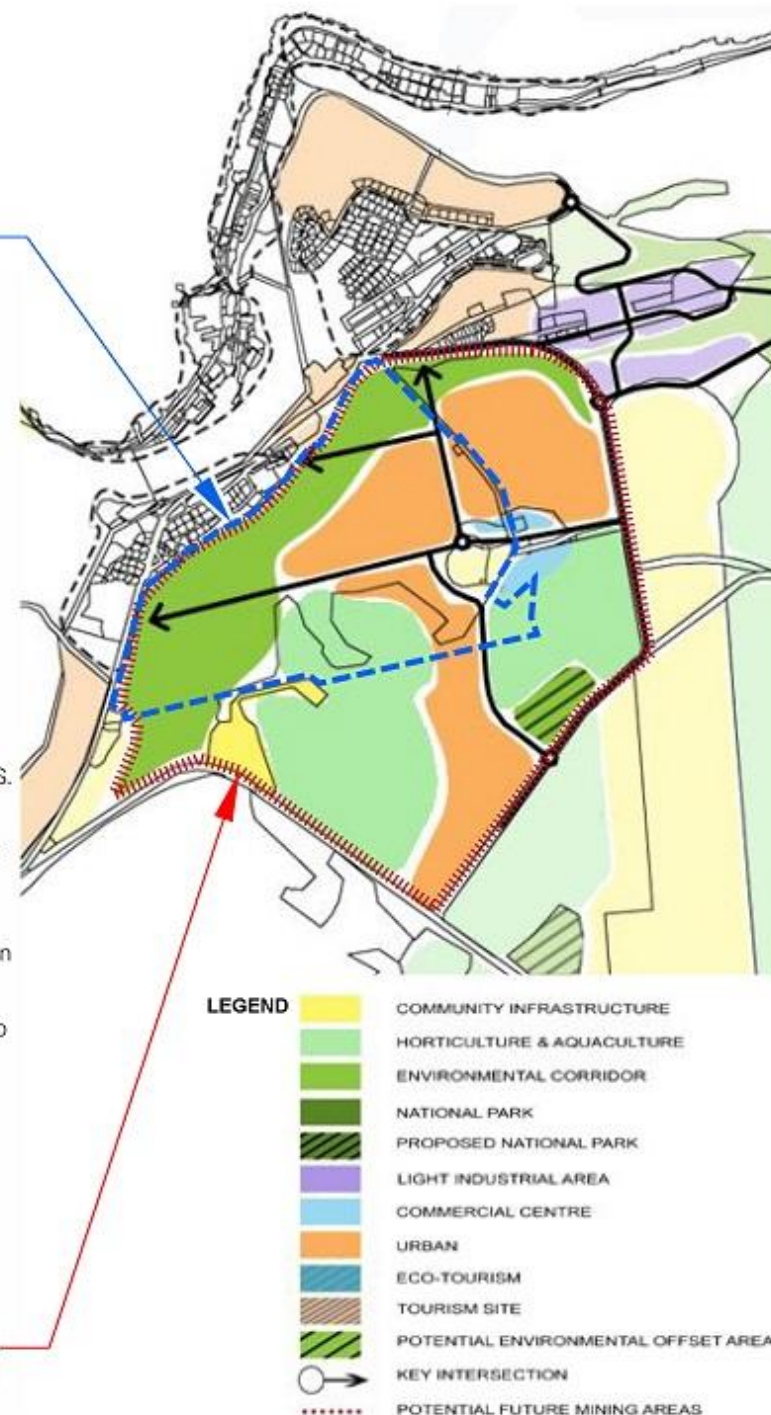 LEGEND
COMMUNITY INFRASTRUCTURE
HORTICULTURE & AQUACULTURE
ENVIRONMENTAL CORRIDOR
NATIONAL PARK
PROPOSED NATIONAL PARK
LIGHT INDUSTRIAL AREA
COMMERCIAL CENTRE
URBAN
ECO-TOURISM
TOURISM SITE
POTENTIAL ENVIRONMENTAL OFFSET AREA
KEY INTERSECTION
POTENTIAL FUTURE MINING AREAS